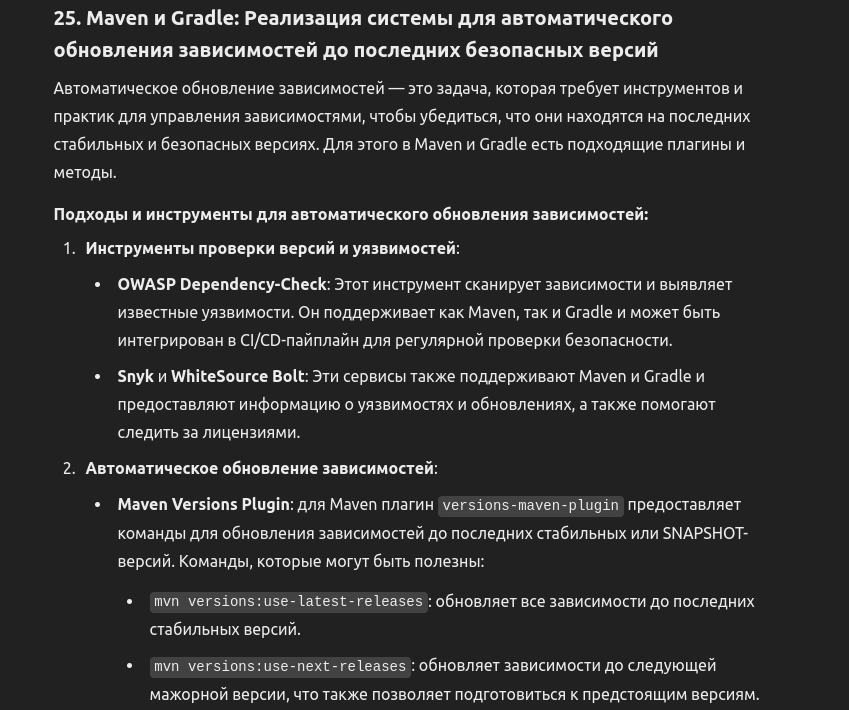 25. Maven и Gradle: Реализация системы для автоматического
обновления зависимостей до последних безопасных версий
Автоматическое обновление зависимостей — это задача, которая требует инструментов и
практик для управления зависимостями, чтобы убедиться, что они находятся на последних
стабильных и безопасных версиях. Для этого в Maven и Gradle есть подходящие плагины и
методы.
Подходы и инструменты для автоматического обновления зависимостей:
1. Инструменты проверки версий и уязвимостей:
• OWASP Dependency-Check: Этот инструмент сканирует зависимости и выявляет
известные уязвимости. Он поддерживает как Maven, так и Gradle и может быть
интегрирован в CI/CD-пайплайн для регулярной проверки безопасности.
• Snyk и WhiteSource Bolt: Эти сервисы также поддерживают Maven и Gradle и
предоставляют информацию о уязвимостях и обновлениях, а также помогают
следить за лицензиями.
2. Автоматическое обновление зависимостей:
• Maven Versions Plugin: для Maven плагин versions-maven-plugin предоставляет
команды для обновления зависимостей до последних стабильных или SNAPSHOT-
версий. Команды, которые могут быть полезны:
• mvn versions:use-latest-releases: обновляет все зависимости до последних
стабильных версий.
• mvn versions:use-next-releases: обновляет зависимости до следующей
мажорной версии, что также позволяет подготовиться к предстоящим версиям.